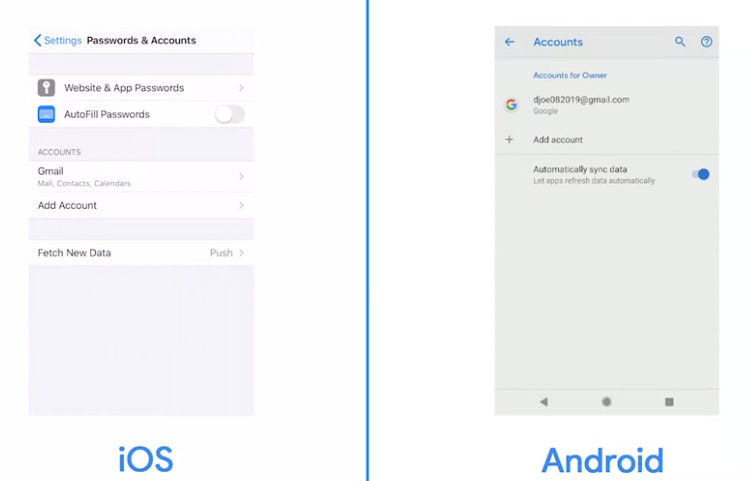 Settings Passwords & Accounts
Website & App Passwords
AutoFill Passwords
ACCOUNTS
Gmail
Mail, Contacts, Calendars
Add Account
Fetch New Data Push
iOS
Accounts
Accounts for Owner
djoe082019@gmail.com
Google
Add account
Automatically sync data
Let apps refresh data automatically
Android